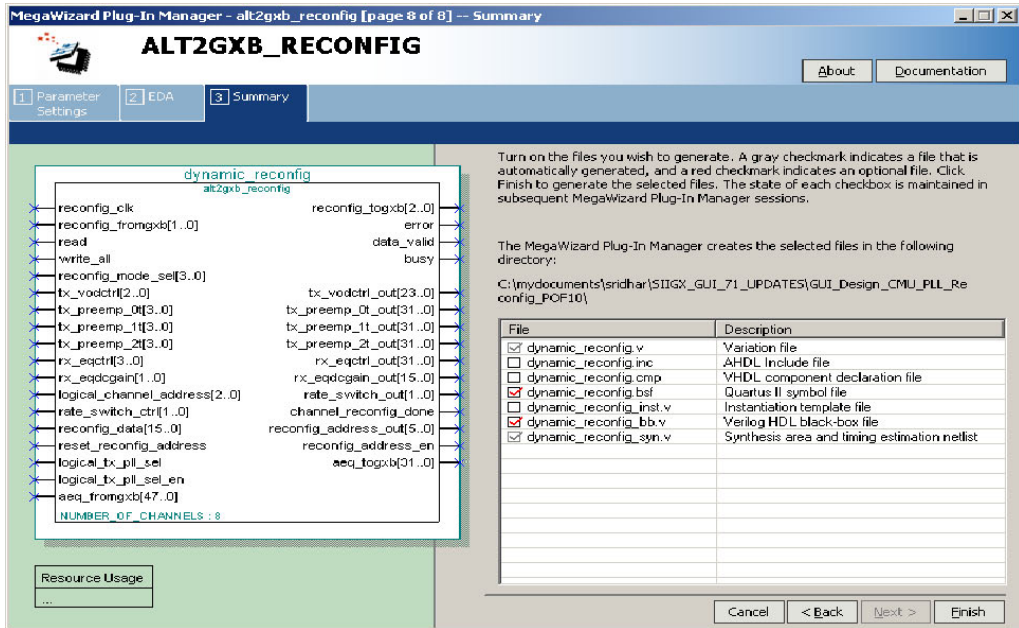 MegaWizard Plug-In Manager - alt2gxb_reconfig [page 8 of 8] -- Summary
ALT2GXB_RECONFIG
About
Documentation
1 Parameter Settings
2 EDA
3 Summary
dynamic_reconfig
alt2gxb_reconfig
reconfig_clk
reconfig_fromgxb[1..0]
read
write_all
reconfig_mode_sel[3..0]
tx_vodctrl[2..0]
tx_preemp_0t[3..0]
tx_preemp_1t[3..0]
tx_preemp_2t[3..0]
rx_eqctrl[3..0]
rx_eqdcgain[1..0]
logical_channel_address[2..0]
rate_switch_ctrl[1..0]
reconfig_data[15..0]
reset_reconfig_address
logical_tx_pll_sel
logical_tx_pll_sel_en
aeq_fromgxb[47..0]
reconfig_togxb[2..0]
error
data_valid
busy
tx_vodctrl_out[23..0]
tx_preemp_0t_out[31..0]
tx_preemp_1t_out[31..0]
tx_preemp_2t_out[31..0]
rx_eqctrl_out[31..0]
rx_eqdcgain_out[15..0]
rate_switch_out[1..0]
channel_reconfig_done
reconfig_address_out[5..0]
reconfig_address_en
aeq_togxb[31..0]
NUMBER_OF_CHANNELS : 8
Resource Usage
...
Turn on the files you wish to generate. A gray checkmark indicates a file that is
automatically generated, and a red checkmark indicates an optional file. Click
Finish to generate the selected files. The state of each checkbox is maintained in
subsequent MegaWizard Plug-In Manager sessions.
The MegaWizard Plug-In Manager creates the selected files in the following
directory:
C:\mydocuments\sridhar\SIIGX_GUI_71_UPDATES\GUI_Design_CMU_PLL_Re
config_POF10\
File Description
dynamic_reconfig.v Variation file
dynamic_reconfig.inc AHDL Include file
dynamic_reconfig.cmp VHDL component declaration file
dynamic_reconfig.bsf Quartus II symbol file
dynamic_reconfig_inst.v Instantiation template file
dynamic_reconfig_bb.v Verilog HDL black-box file
dynamic_reconfig_syn.v Synthesis area and timing estimation netlist
Cancel
< Back
Next >
Finish